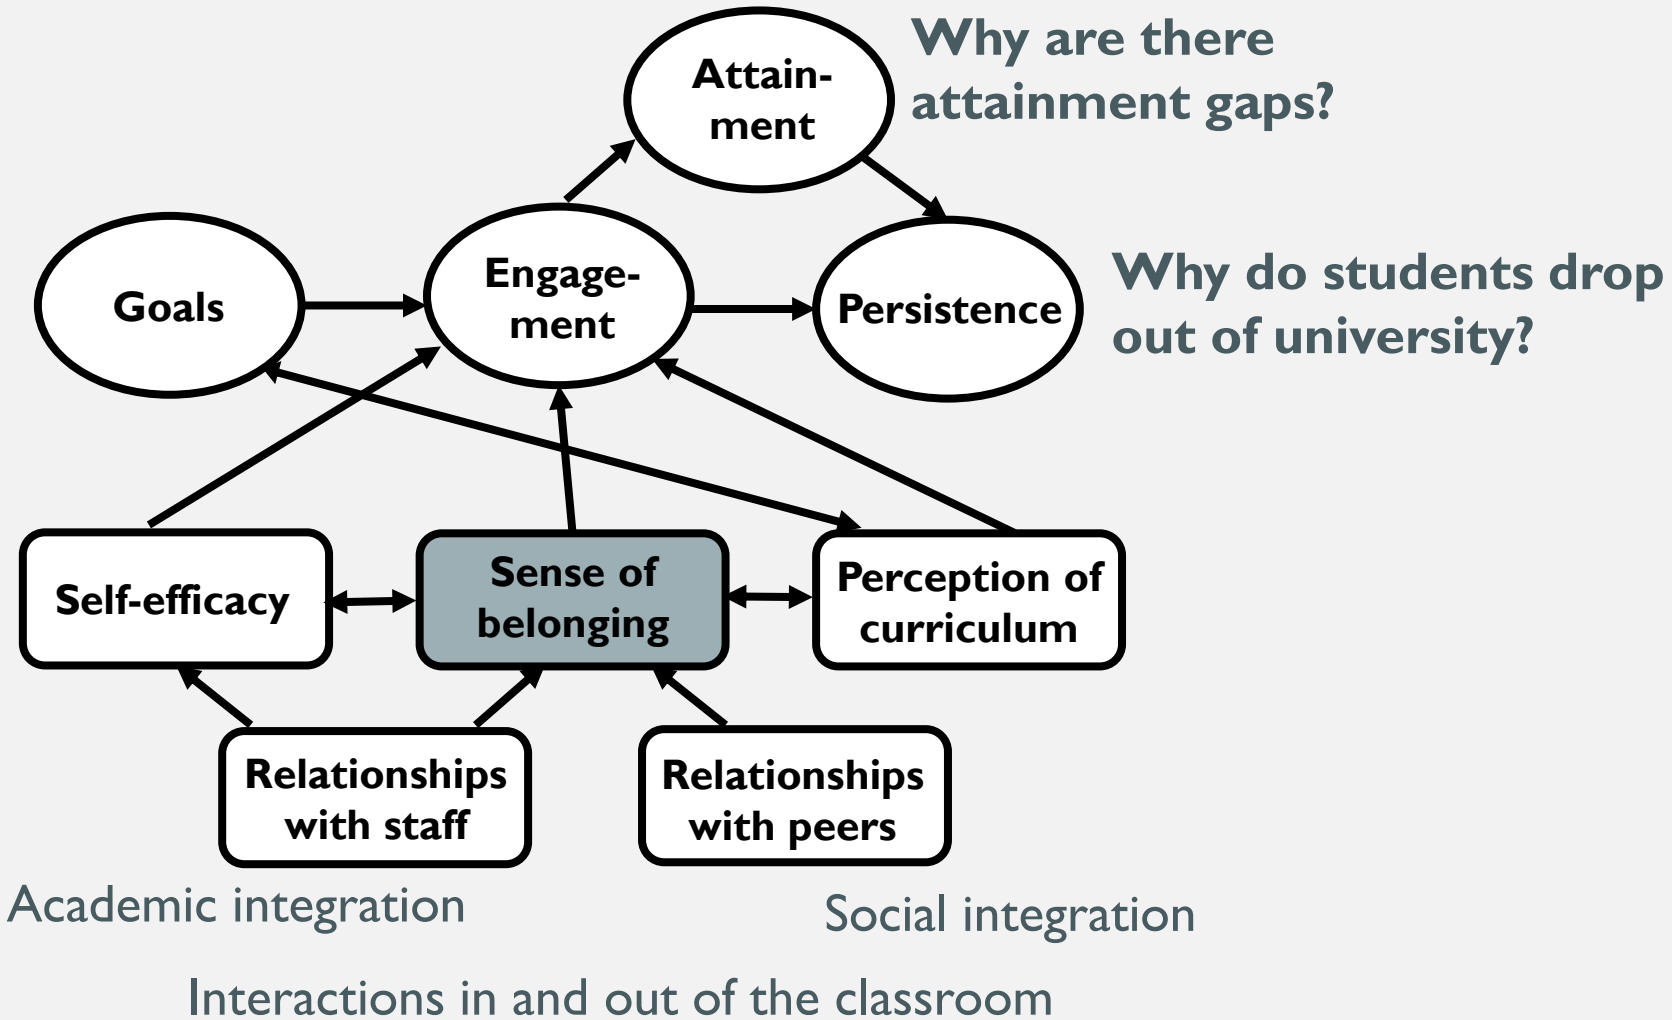 Attain-
ment
Why are there
attainment gaps?
Goals
Engage-
ment
Persistence
Why do students drop
out of university?
Self-efficacy
Sense of
belonging
Perception of
curriculum
Relationships
with staff
Relationships
with peers
Academic integration
Social integration
Interactions in and out of the classroom